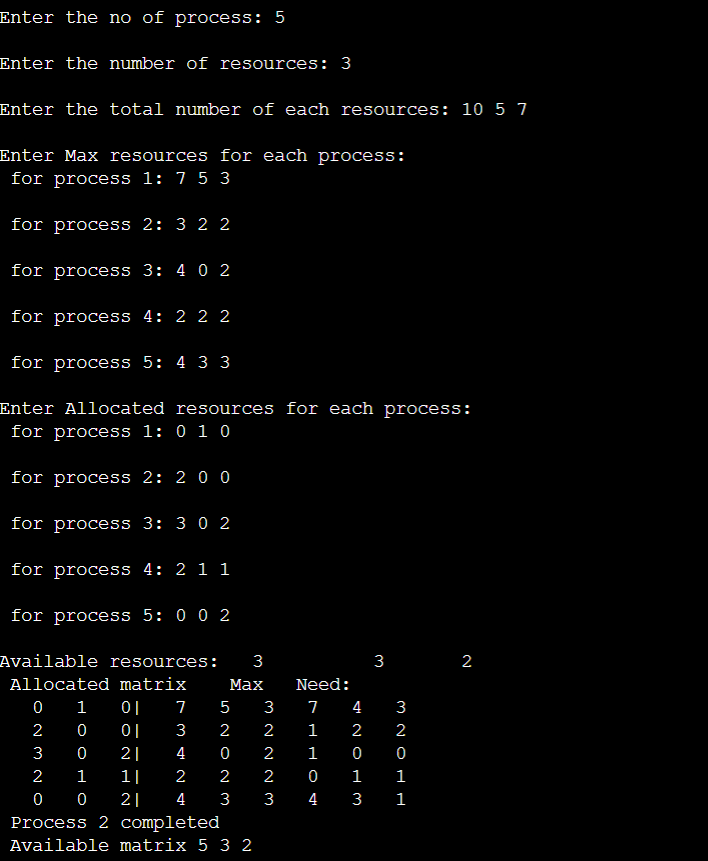 Enter the no of process: 5
Enter the number of resources: 3
Enter the total number of each resources: 10 5 7
Enter Max resources for each process:
for process 1: 7 5 3
for process 2: 3 2 2
for process 3: 4 0 2
for process 4: 2 2 2
for process 5: 4 3 3
Enter Allocated resources for each process:
for process 1: 0 1 0
for process 2: 2 0 0
for process 3: 3 0 2
for process 4: 2 1 1
for process 5: 0 0 2
Available resources: 3 3 2
Allocated matrix Max Need:
0 1 0| 7 5 3 7 4 3
2 0 0| 3 2 2 1 2 2
3 0 2| 4 0 2 1 0 0
2 1 1| 2 2 2 0 1 1
0 0 2| 4 3 3 4 3 1
Process 2 completed
Available matrix 5 3 2